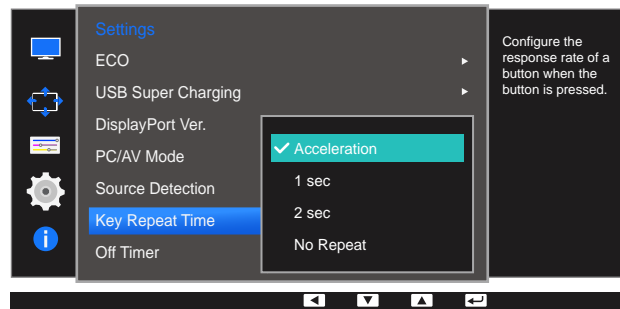 Settings
ECO
USB Super Charging
DisplayPort Ver.
PC/AV Mode
Source Detection
Key Repeat Time
Off Timer
Acceleration
1 sec
2 sec
No Repeat
Configure the
response rate of a
button when the
button is pressed.